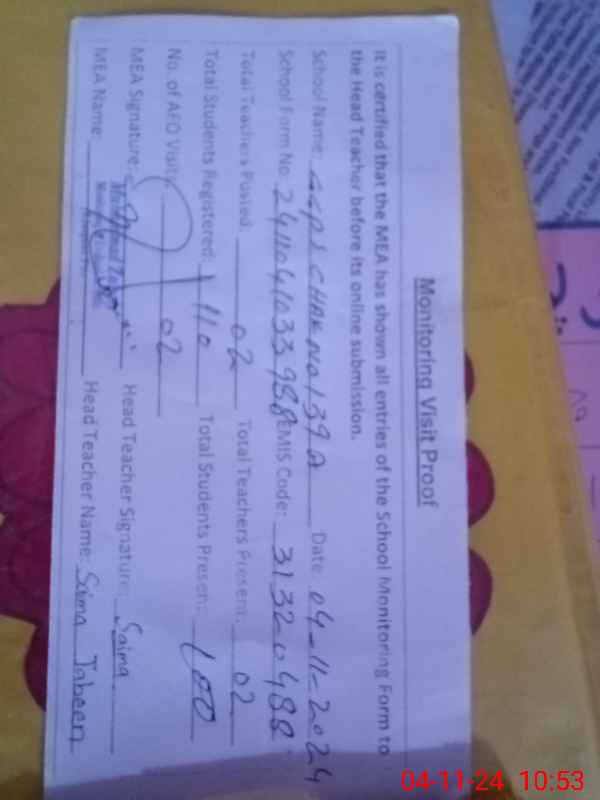 Monitoring Visit Proof
It is certified that the MEA has shown all entries of the School Monitoring Form to
the Head Teacher before its online submission.
School Name: GGPS CHAK No 139 A Date 04-11-2024
School Form No. 2411041033988 EMIS Code: 31320488
Total Teachers Posted. 02 Total Teachers Present. 02
Total Students Registered: 110 Total Students Present: 100
No. of AEO Visit: 02
MEA Signature: Head Teacher Signature: Saima
MEA Name: Head Teacher Name: Saima Jabeen
04-11-24 10:53